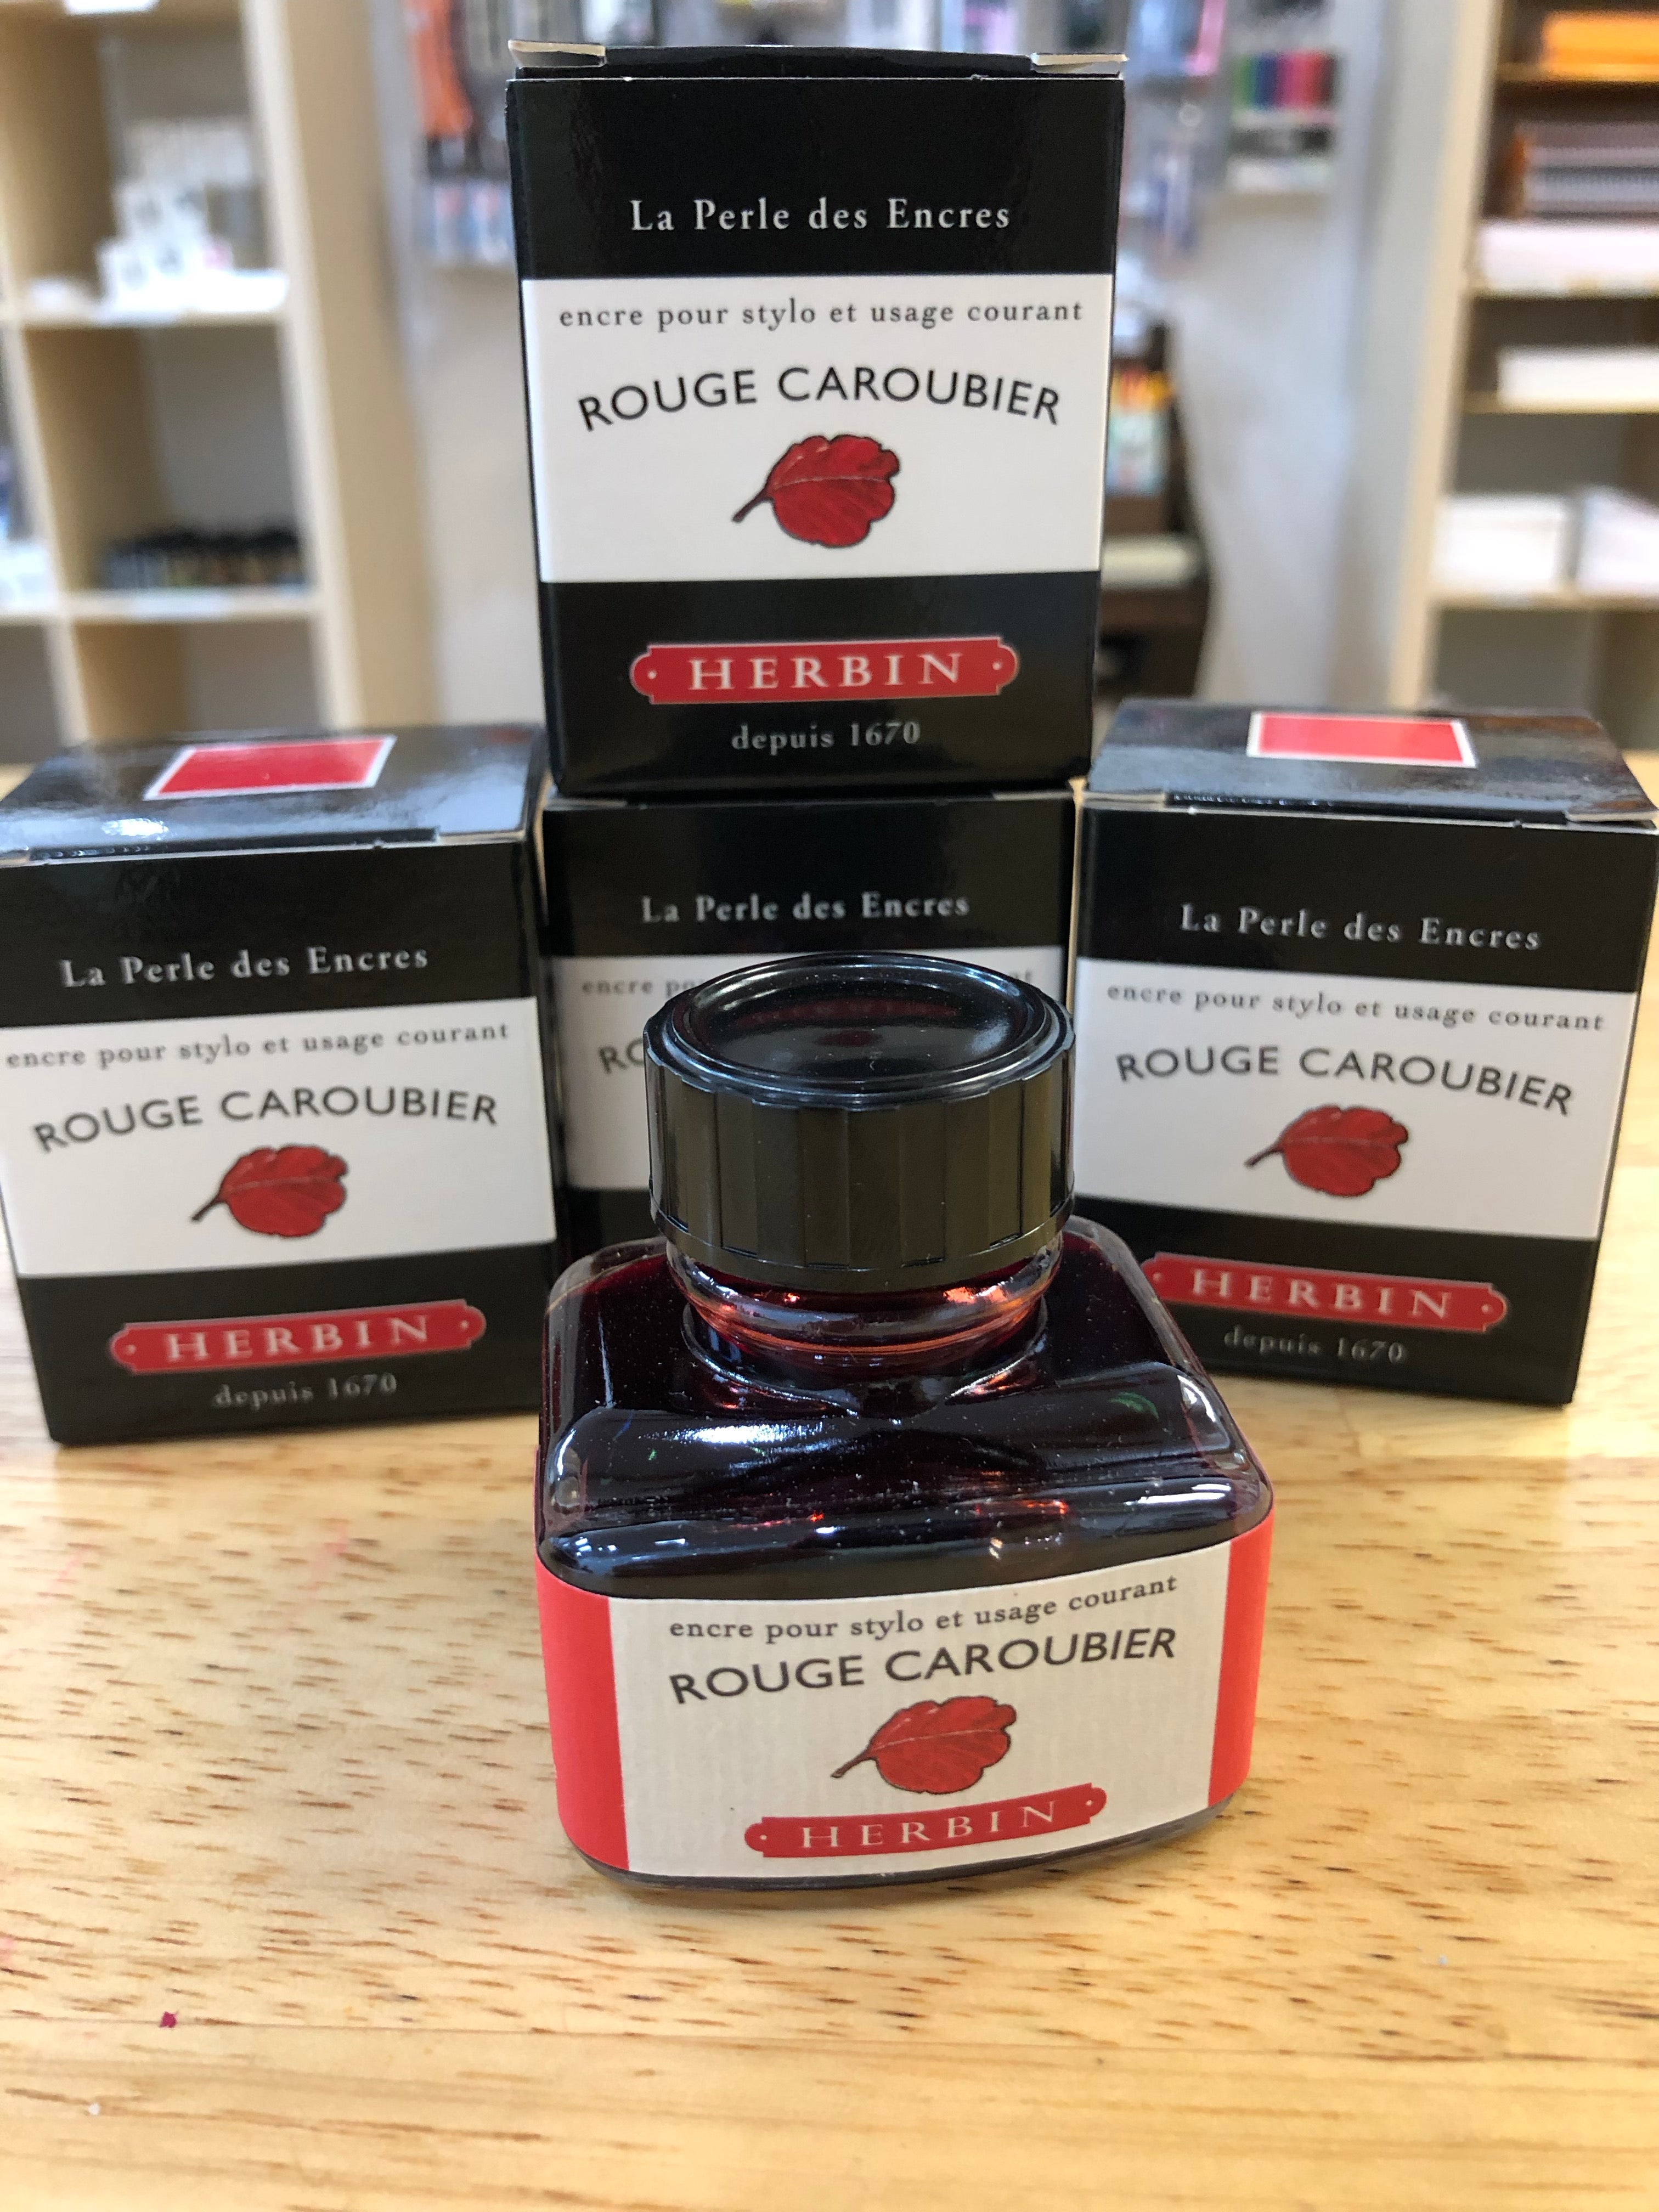 La Perle des Encres
encre pour stylo et usage courant
ROUGE CAROUBIER
HERBIN
depuis 1670
La Perle des Encres
encre pour stylo et usage courant
ROUGE CAROUBIER
HERBIN
depuis 1670
La Perle des Encres
encre
La Perle des Encres
encre pour stylo et usage courant
ROUGE CAROUBIER
HERBIN
depuis 1670
encre pour stylo et usage courant
ROUGE CAROUBIER
HERBIN